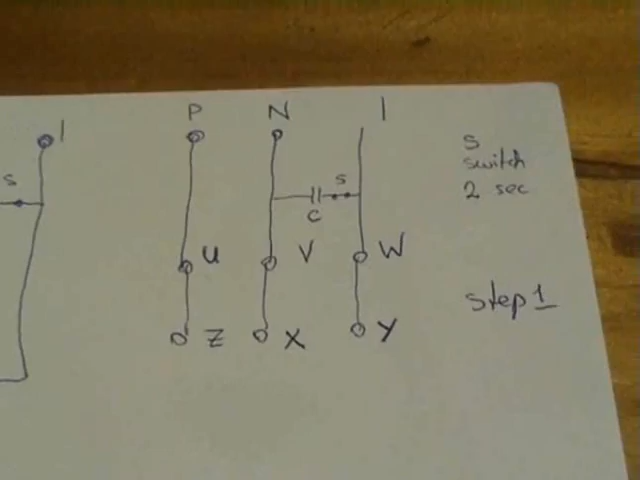 P N 1
S
S
switch
2 sec
S
C
U V W
Z X Y
step 1
1